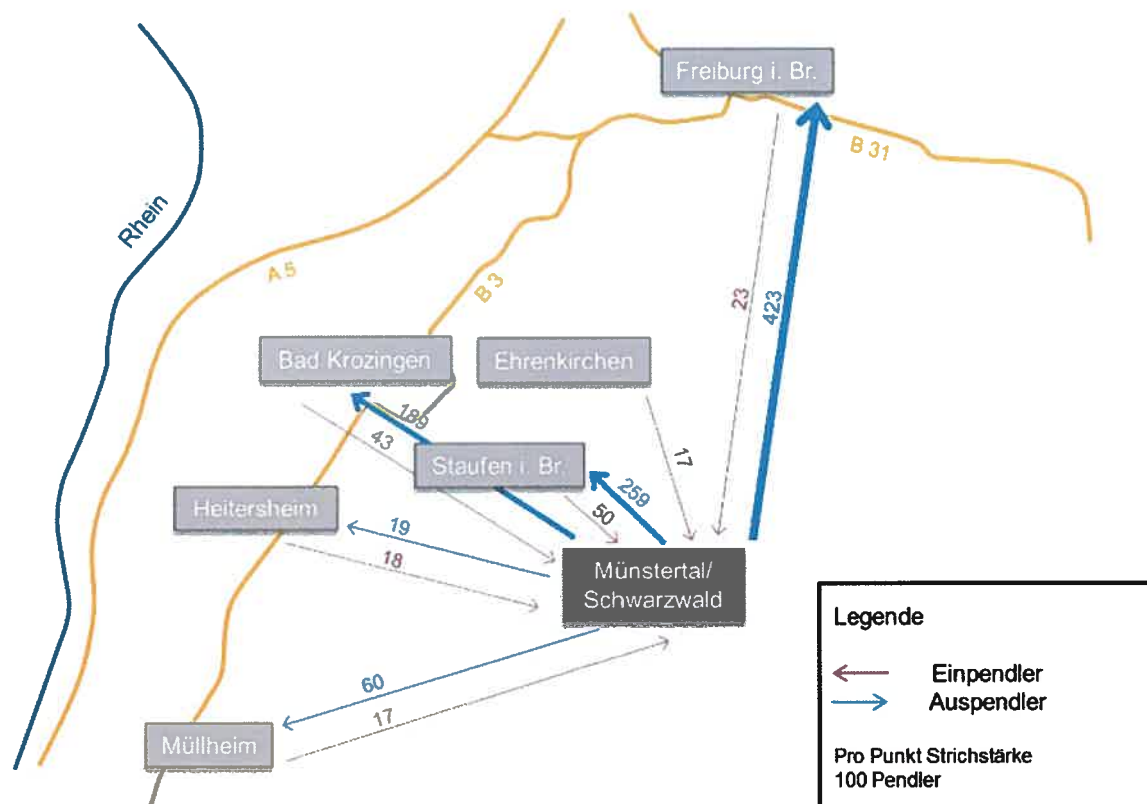 Freiburg i. Br.
B 31
Rhein
A 5
B 3
23
423
Bad Krozingen
Ehrenkirchen
189
43
Staufen i. Br.
17
259
50
Heitersheim
19
18
Münstertal/
Schwarzwald
60
17
Müllheim
Legende
Einpendler
Auspendler
Pro Punkt Strichstärke
100 Pendler